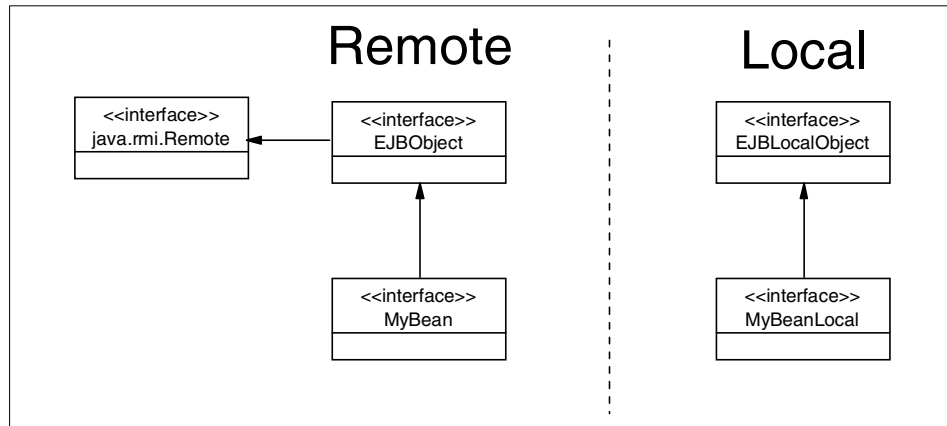 Remote
Local
<<interface>>
java.rmi.Remote
<<interface>>
EJBObject
<<interface>>
EJBLocalObject
<<interface>>
MyBean
<<interface>>
MyBeanLocal